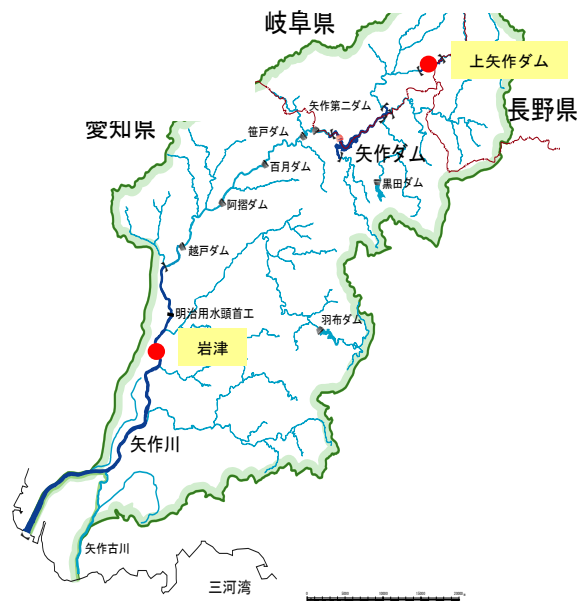 岐阜県
上矢作ダム
長野県
矢作第二ダム
愛知県
笹戸ダム
矢作ダム
百月ダム
黒田ダム
阿摺ダム
越戸ダム
明治用水頭首工
羽布ダム
岩津
矢作川
矢作古川
三河湾